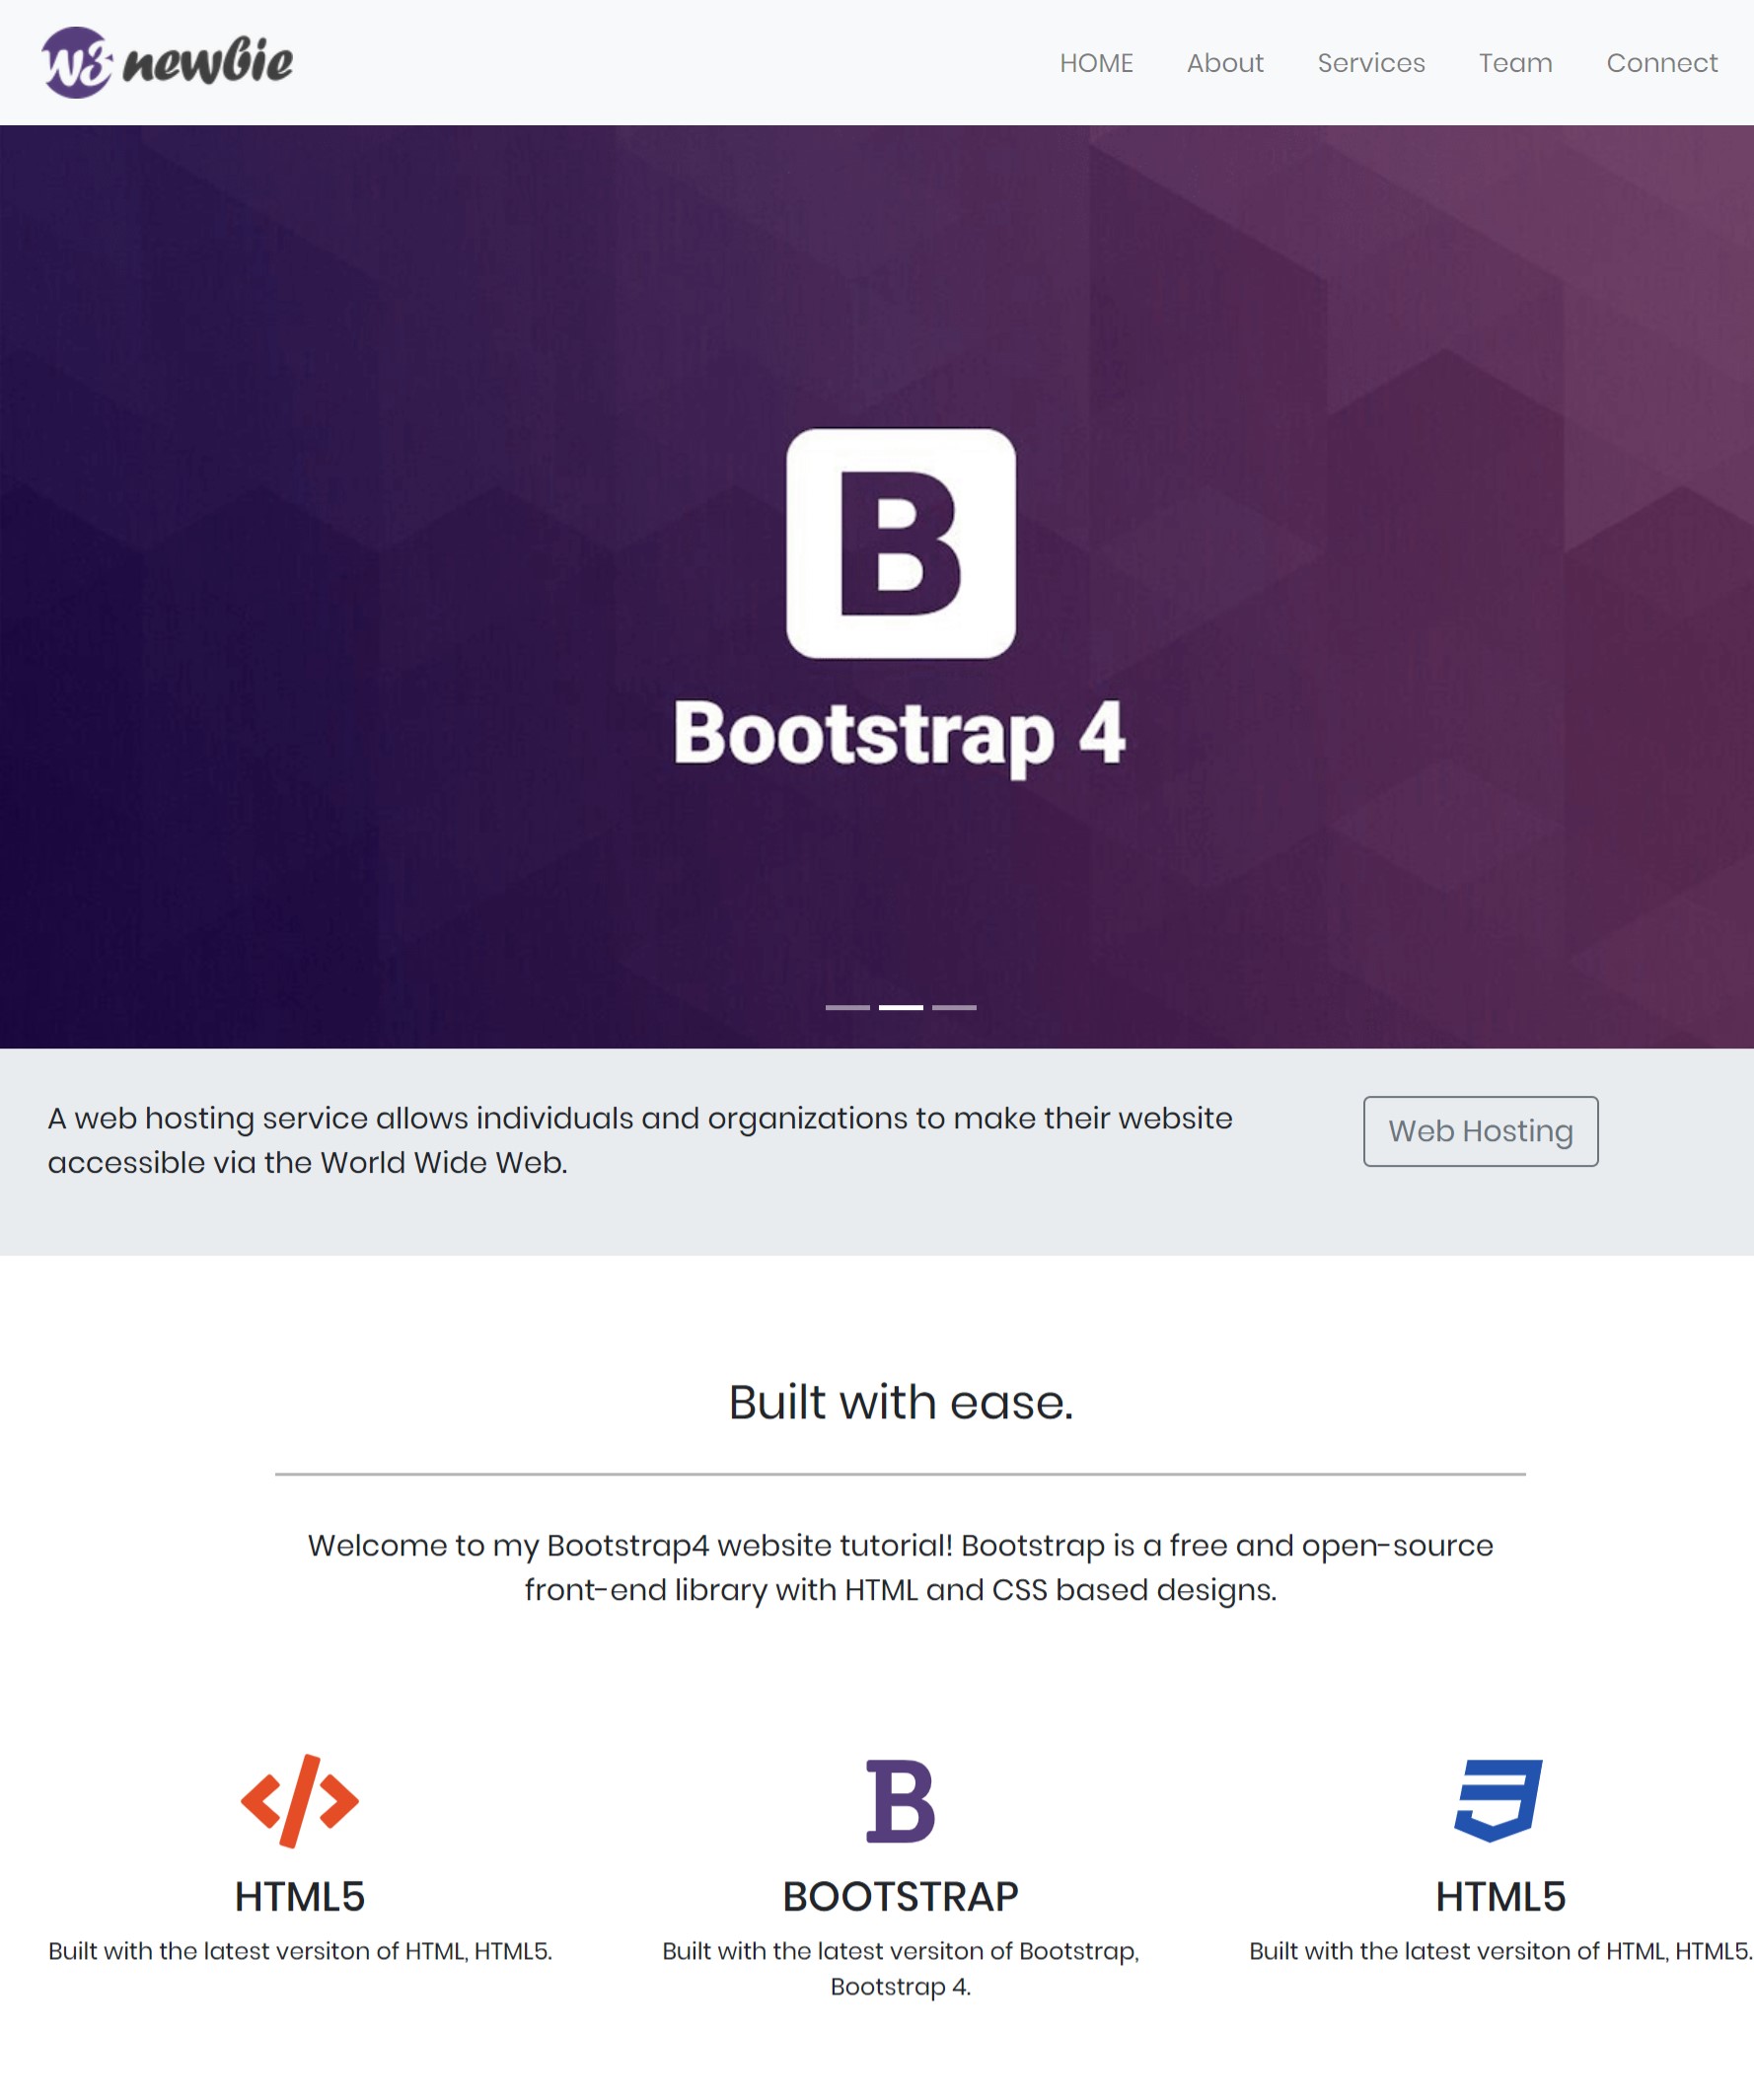 W3 newbie
HOME About Services Team Connect
B
Bootstrap 4
A web hosting service allows individuals and organizations to make their website
accessible via the World Wide Web.
Web Hosting
Built with ease.
Welcome to my Bootstrap4 website tutorial! Bootstrap is a free and open-source
front-end library with HTML and CSS based designs.
</>
B
HTML5
BOOTSTRAP
HTML5
Built with the latest versiton of HTML, HTML5.
Built with the latest versiton of Bootstrap,
Bootstrap 4.
Built with the latest versiton of HTML, HTML5.